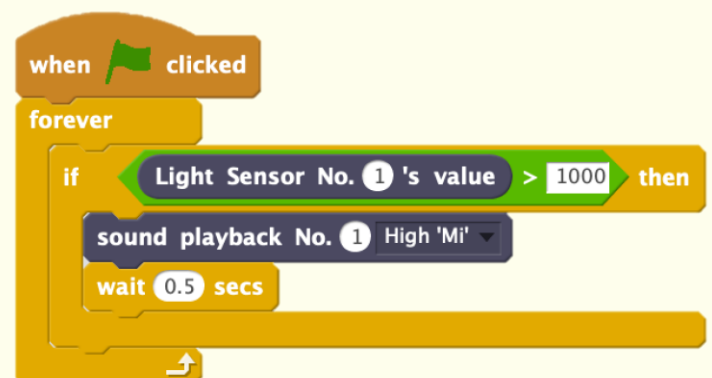 when clicked
forever
if Light Sensor No. 1 's value > 1000 then
sound playback No. 1 High 'Mi'
wait 0.5 secs